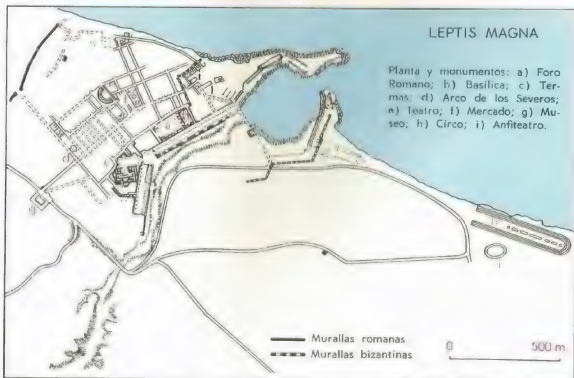 LEPTIS MAGNA
Planta y monumentos: a) Foro
Romano; b) Basílica; c) Ter-
mas; d) Arco de los Severos;
e) Teatro; f) Mercado; g) Mu-
seo; h) Circo; i) Anfiteatro.
Murallas romanas
Murallas bizantinas
0 500 m.